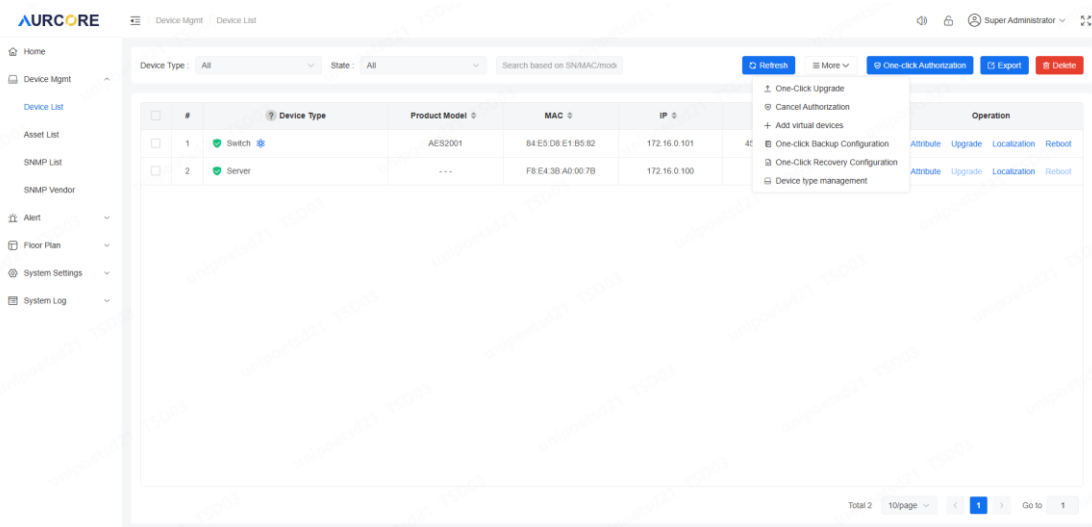 AURCORE
Device Mgmt Device List
Super Administrator
Home
Device Mgmt
Device List
Asset List
SNMP List
SNMP Vendor
Alert
Floor Plan
System Settings
System Log
Device Type : All State : All Search based on SN/MAC/mode Refresh More One-click Authorization Export Delete
One-Click Upgrade
Cancel Authorization
Add virtual devices
One-click Backup Configuration
One-Click Recovery Configuration
Device type management
# ? Device Type Product Model MAC IP Operation
1 Switch AES2001 84:E5:D8:E1:B5:82 172.16.0.101 Attribute Upgrade Localization Reboot
2 Server - - - F8:E4:3B:A0:00:7B 172.16.0.100 Attribute Upgrade Localization Reboot
Total 2 10/page 1 Go to 1